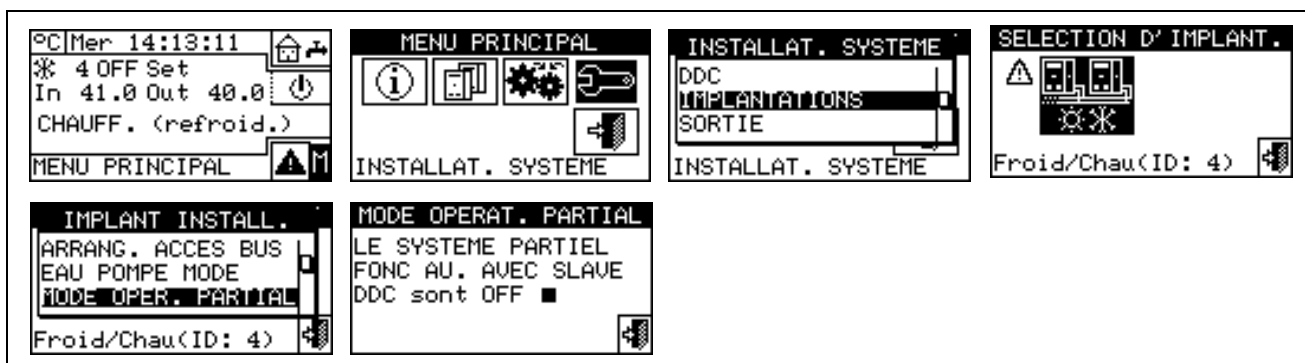 °C Mer 14:13:11
4 OFF Set
In 41.0 Out 40.0
CHAUFF. (refroid.)
MENU PRINCIPAL M
MENU PRINCIPAL
INSTALLAT. SYSTEME
INSTALLAT. SYSTEME
DDC
IMPLANTATIONS
SORTIE
INSTALLAT. SYSTEME
SELECTION D'IMPLANT.
Froid/Chau(ID: 4)
IMPLANT INSTALL.
ARRANG. ACCES BUS
EAU POMPE MODE
MODE OPER. PARTIAL
Froid/Chau(ID: 4)
MODE OPERAT. PARTIAL
LE SYSTEME PARTIEL
FONC AU. AVEC SLAVE
DDC sont OFF